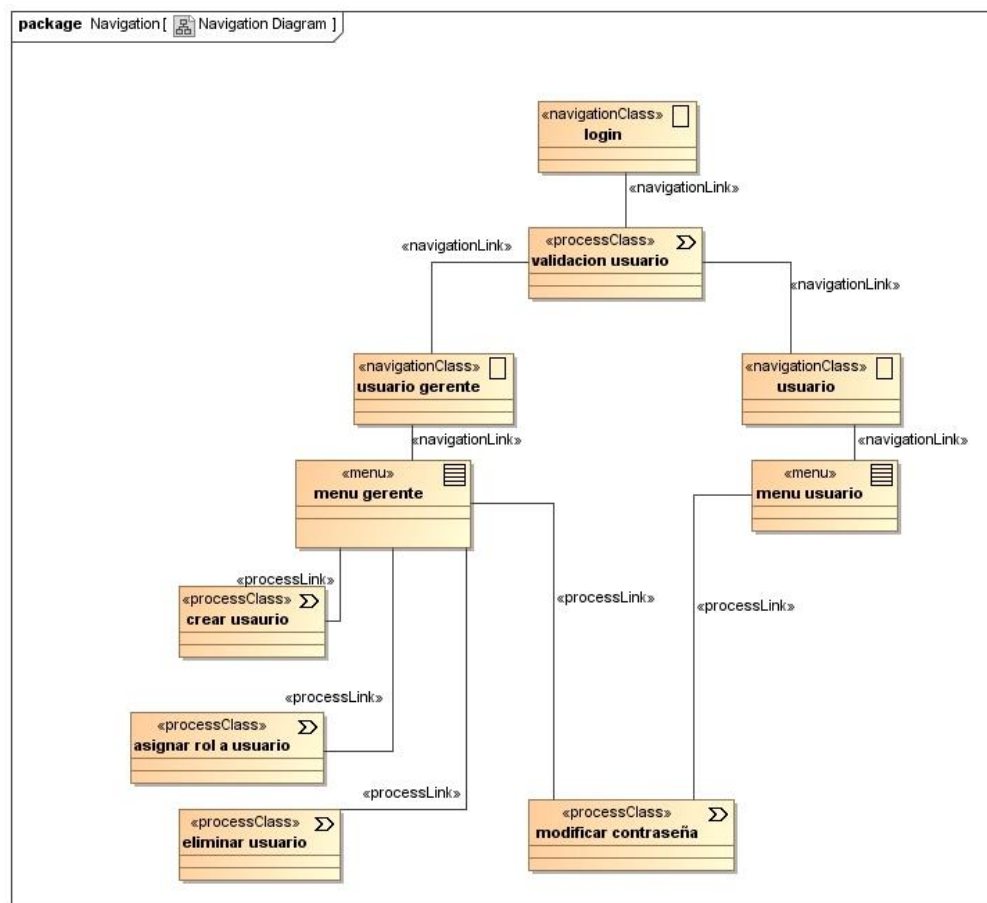 package Navigation [ Navigation Diagram ]
«navigationClass»
login
«navigationLink»
«processClass»
validacion usuario
«navigationLink»
«navigationLink»
«navigationClass»
usuario gerente
«navigationClass»
usuario
«navigationLink»
«navigationLink»
«menu»
menu gerente
«menu»
menu usuario
«processLink»
«processClass»
crear usaurio
«processLink»
«processLink»
«processLink»
«processClass»
asignar rol a usuario
«processLink»
«processClass»
eliminar usuario
«processClass»
modificar contraseña